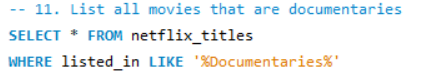 -- 11. List all movies that are documentaries
SELECT * FROM netflix_titles
WHERE listed_in LIKE '%Documentaries%'